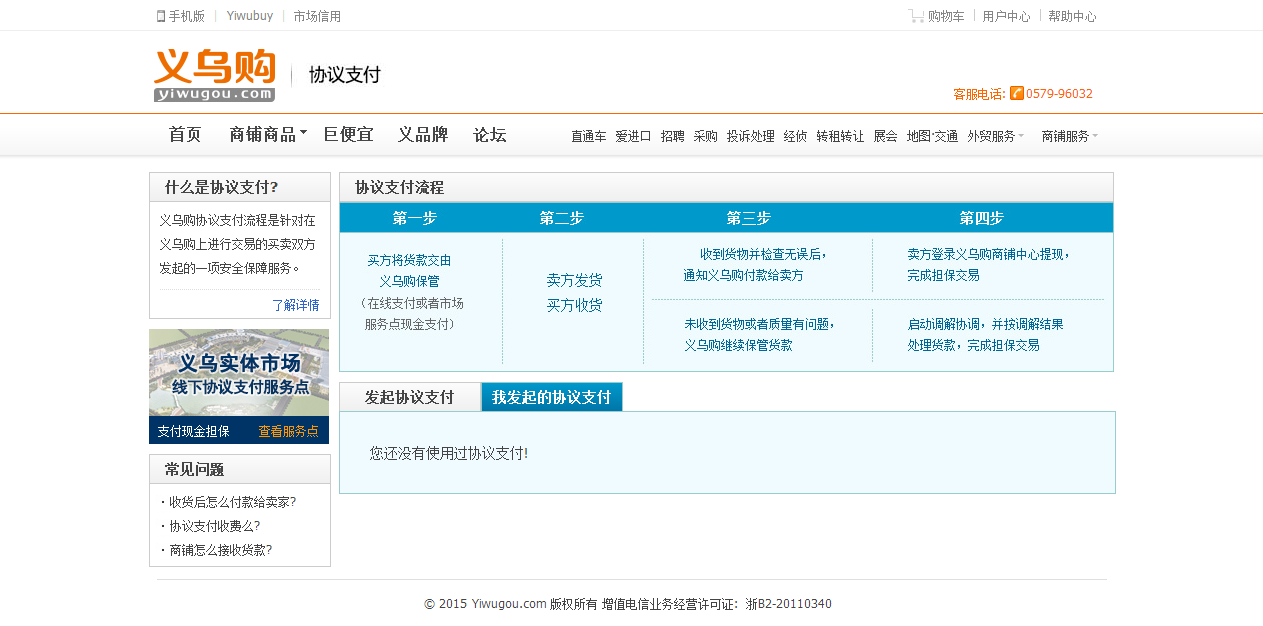 手机版 Yiwubuy 市场信用 购物车 用户中心 帮助中心
义乌购
yiwugou.com
协议支付
客服电话: 0579-96032
首页 商铺商品 巨便宜 义品牌 论坛 直通车 爱进口 招聘 采购 投诉处理 经侦 转租转让 展会 地图·交通 外贸服务 商铺服务
什么是协议支付?
义乌购协议支付流程是针对在
义乌购上进行交易的买卖双方
发起的一项安全保障服务。
了解详情
义乌实体市场
线下协议支付服务点
支付现金担保 查看服务点
常见问题
· 收货后怎么付款给卖家?
· 协议支付收费么?
· 商铺怎么接收货款?
协议支付流程
第一步 第二步 第三步 第四步
买方将货款交由
义乌购保管
（在线支付或者市场
服务点现金支付）
卖方发货
买方收货
收到货物并检查无误后，
通知义乌购付款给卖方
卖方登录义乌购商铺中心提现，
完成担保交易
未收到货物或者质量有问题，
义乌购继续保管货款
启动调解协调，并按调解结果
处理货款，完成担保交易
发起协议支付 我发起的协议支付
您还没有使用过协议支付!
© 2015 Yiwugou.com 版权所有 增值电信业务经营许可证：浙B2-20110340